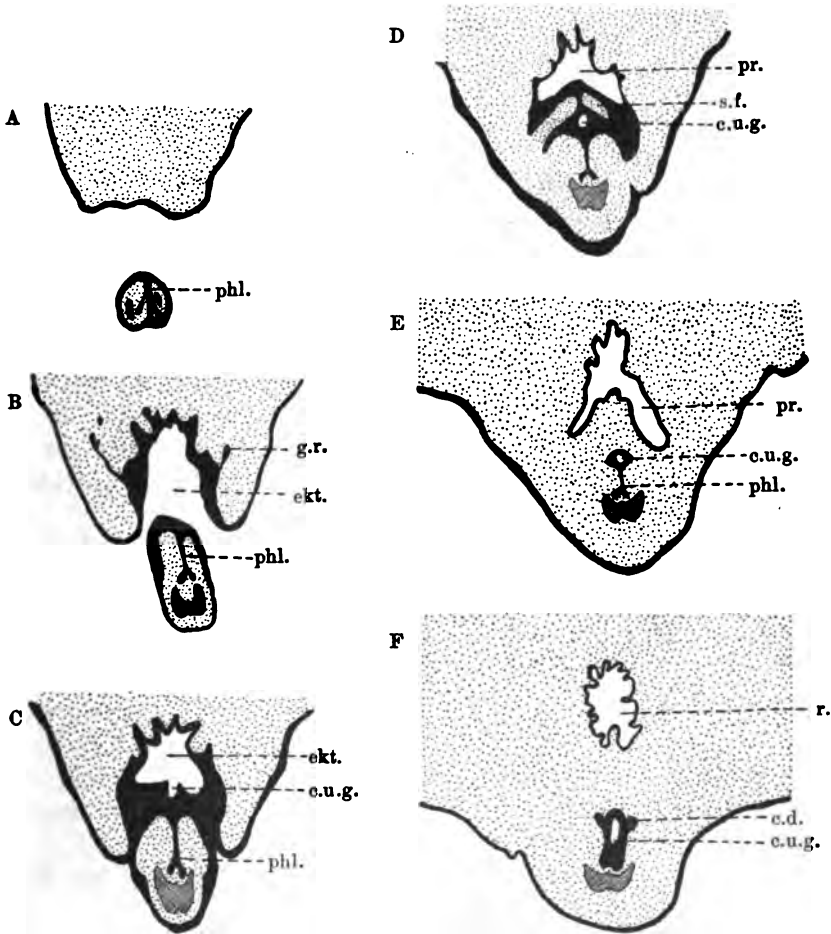 A
phl.
B
g.r.
ekt.
phl.
C
ekt.
c.u.g.
phl.
D
pr.
s.f.
c.u.g.
E
pr.
c.u.g.
phl.
F
r.
c.d.
c.u.g.